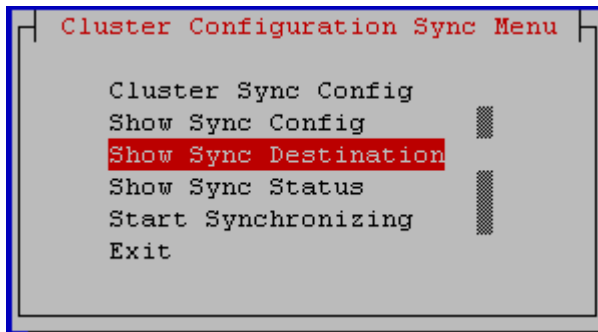 Cluster Configuration Sync Menu
Cluster Sync Config
Show Sync Config
Show Sync Destination
Show Sync Status
Start Synchronizing
Exit